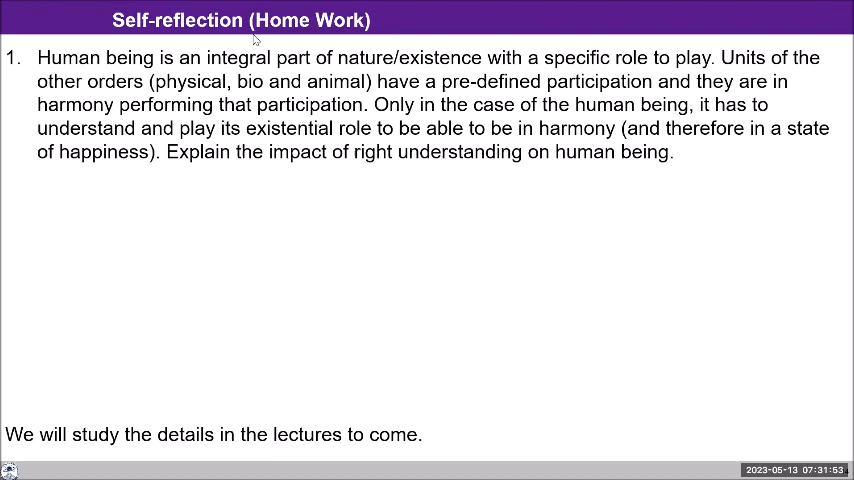 Self-reflection (Home Work)
1. Human being is an integral part of nature/existence with a specific role to play. Units of the
other orders (physical, bio and animal) have a pre-defined participation and they are in
harmony performing that participation. Only in the case of the human being, it has to
understand and play its existential role to be able to be in harmony (and therefore in a state
of happiness). Explain the impact of right understanding on human being.
We will study the details in the lectures to come.
2023-05-13 07:31:53